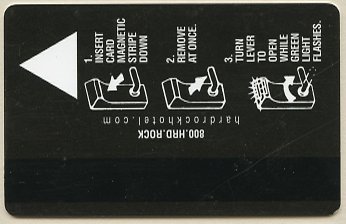 1.
INSERT
CARD
MAGNETIC
STRIPE
DOWN
2.
REMOVE
AT ONCE.
3.
TURN
LEVER
TO
OPEN
WHILE
GREEN
LIGHT
FLASHES.
800.HRD.ROCK
hardrockhotel.com